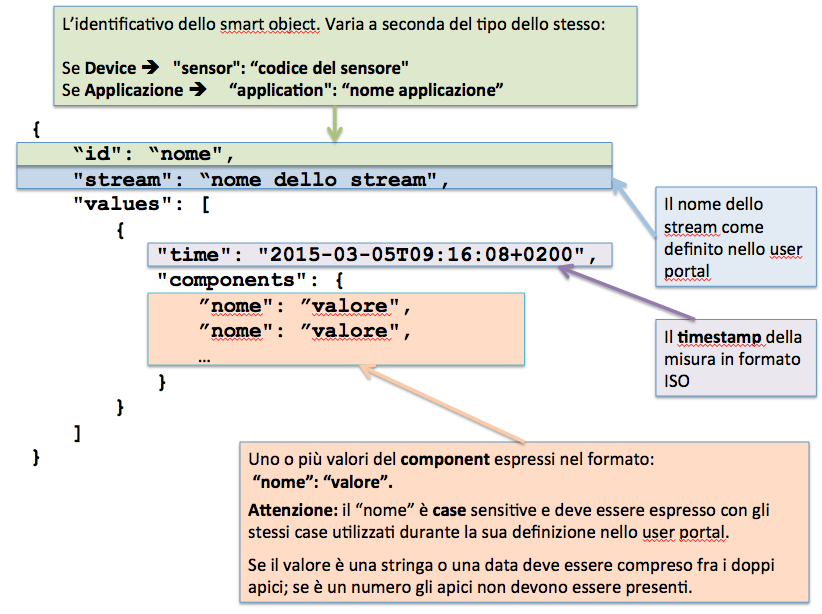 L'identificativo dello smart object. Varia a seconda del tipo dello stesso:
Se Device ➔ "sensor": "codice del sensore"
Se Applicazione ➔ "application": "nome applicazione"
{
"id": "nome",
"stream": "nome dello stream",
"values": [
{
"time": "2015-03-05T09:16:08+0200",
"components": {
"nome": "valore",
"nome": "valore",
…
}
}
]
}
Il nome dello
stream come
definito nello user
portal
Il timestamp della
misura in formato
ISO
Uno o più valori del component espressi nel formato:
"nome": "valore".
Attenzione: il "nome" è case sensitive e deve essere espresso con gli
stessi case utilizzati durante la sua definizione nello user portal.
Se il valore è una stringa o una data deve essere compreso fra i doppi
apici; se è un numero gli apici non devono essere presenti.